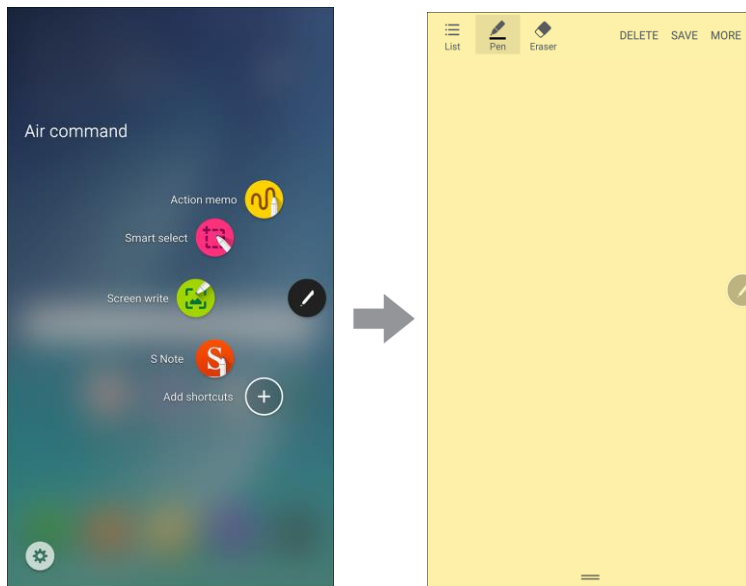 Air command
Action memo
Smart select
Screen write
S Note
S
Add shortcuts
List Pen Eraser DELETE SAVE MORE